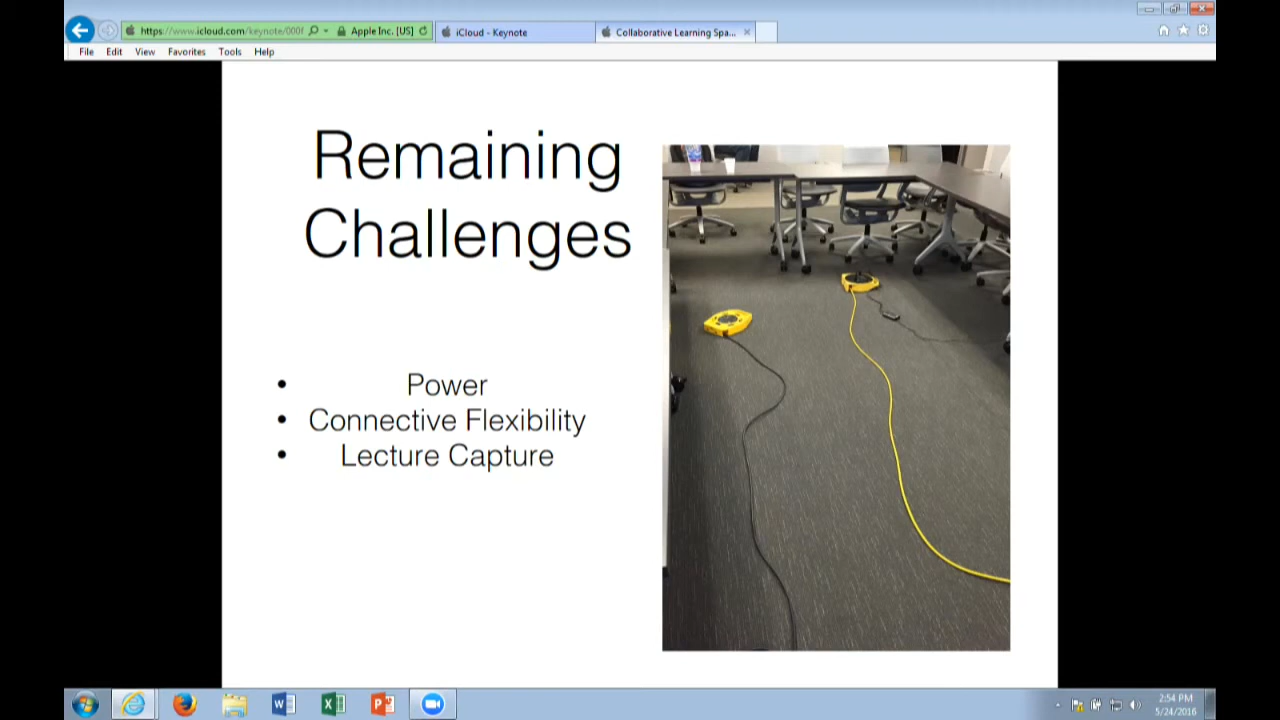 https://www.icloud.com/keynote/000f
Apple Inc. [US]
iCloud - Keynote
Collaborative Learning Spa...
File Edit View Favorites Tools Help
Remaining
Challenges
• Power
• Connective Flexibility
• Lecture Capture
2:54 PM
5/24/2016